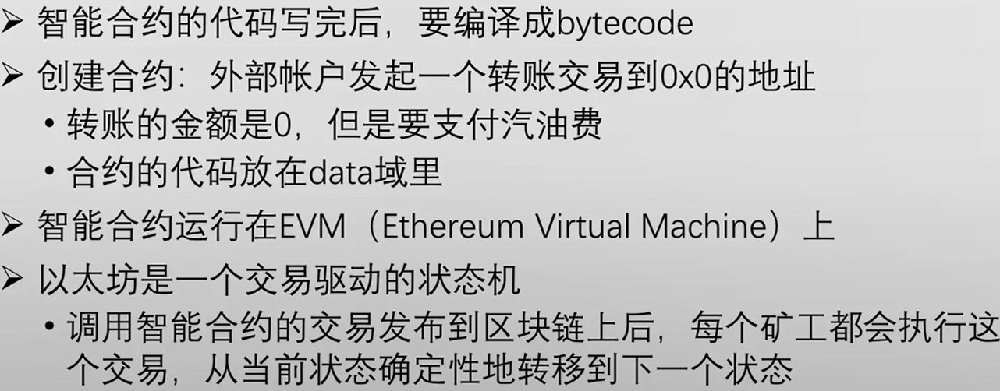 ➢ 智能合约的代码写完后，要编译成bytecode
➢ 创建合约：外部帐户发起一个转账交易到0x0的地址
• 转账的金额是0，但是要支付汽油费
• 合约的代码放在data域里
➢ 智能合约运行在EVM（Ethereum Virtual Machine）上
➢ 以太坊是一个交易驱动的状态机
• 调用智能合约的交易发布到区块链上后，每个矿工都会执行这
个交易，从当前状态确定性地转移到下一个状态